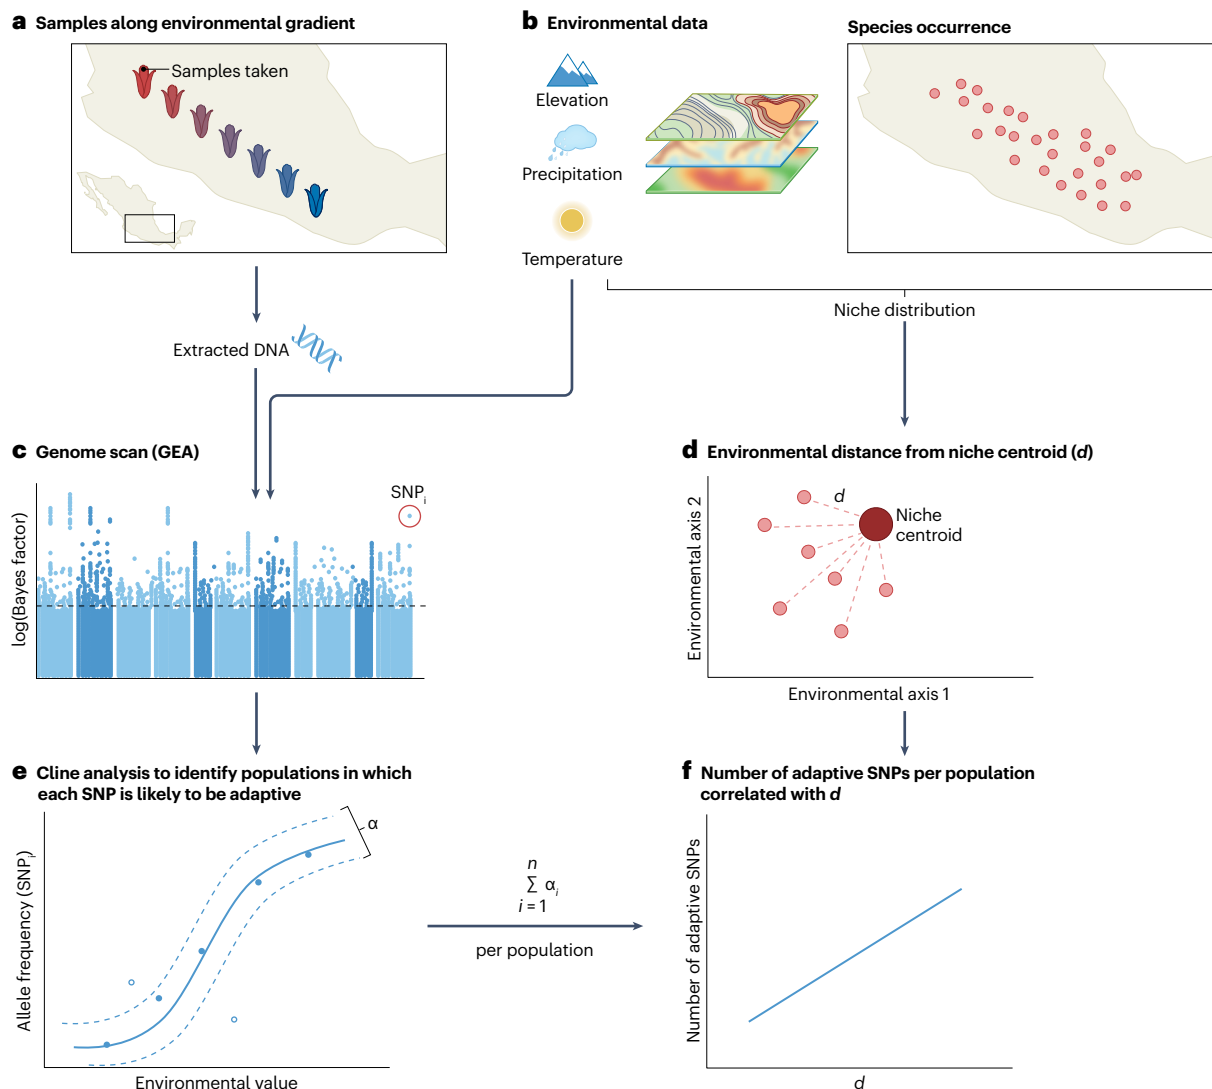 a Samples along environmental gradient
Samples taken
b Environmental data
Elevation
Precipitation
Temperature
Species occurrence
Niche distribution
Extracted DNA
c Genome scan (GEA)
log(Bayes factor)
SNPi
d Environmental distance from niche centroid (d)
Environmental axis 2
d
Niche
centroid
Environmental axis 1
e Cline analysis to identify populations in which
each SNP is likely to be adaptive
Allele frequency (SNPi)
α
Environmental value
n
∑ αi
i = 1
per population
f Number of adaptive SNPs per population
correlated with d
Number of adaptive SNPs
d